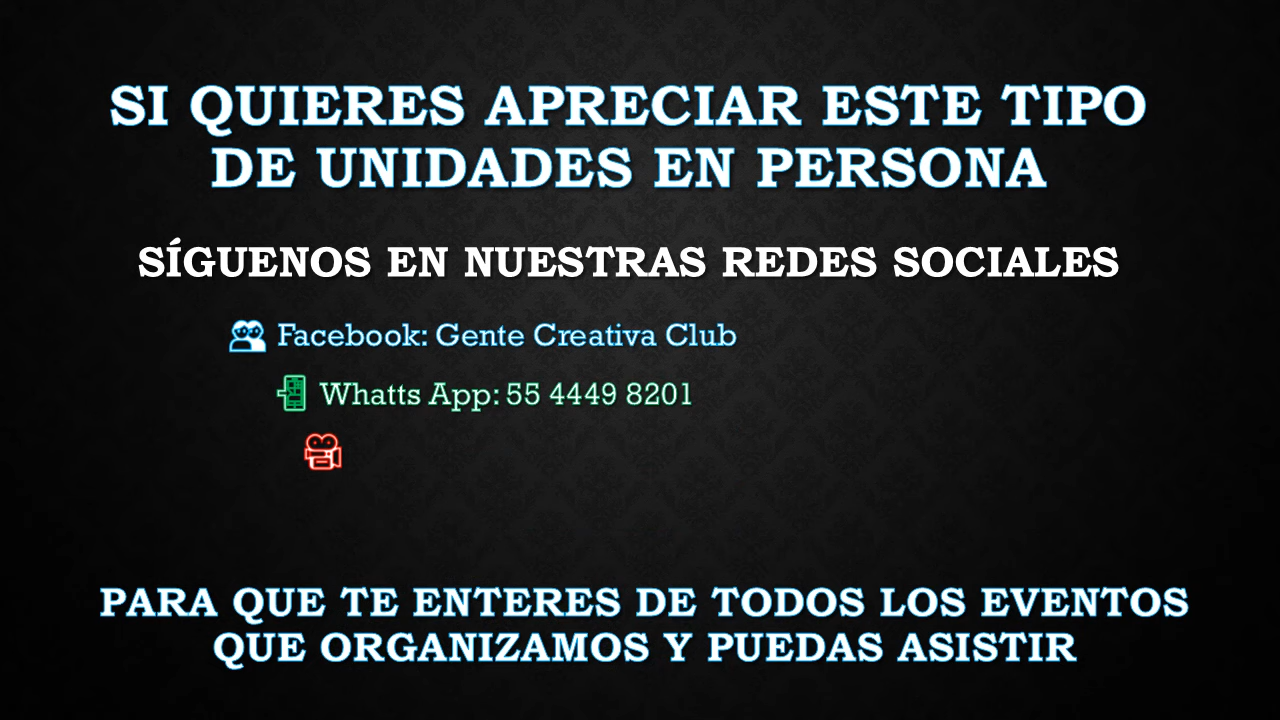 SI QUIERES APRECIAR ESTE TIPO
DE UNIDADES EN PERSONA
SÍGUENOS EN NUESTRAS REDES SOCIALES
Facebook: Gente Creativa Club
Whatts App: 55 4449 8201
PARA QUE TE ENTERES DE TODOS LOS EVENTOS
QUE ORGANIZAMOS Y PUEDAS ASISTIR